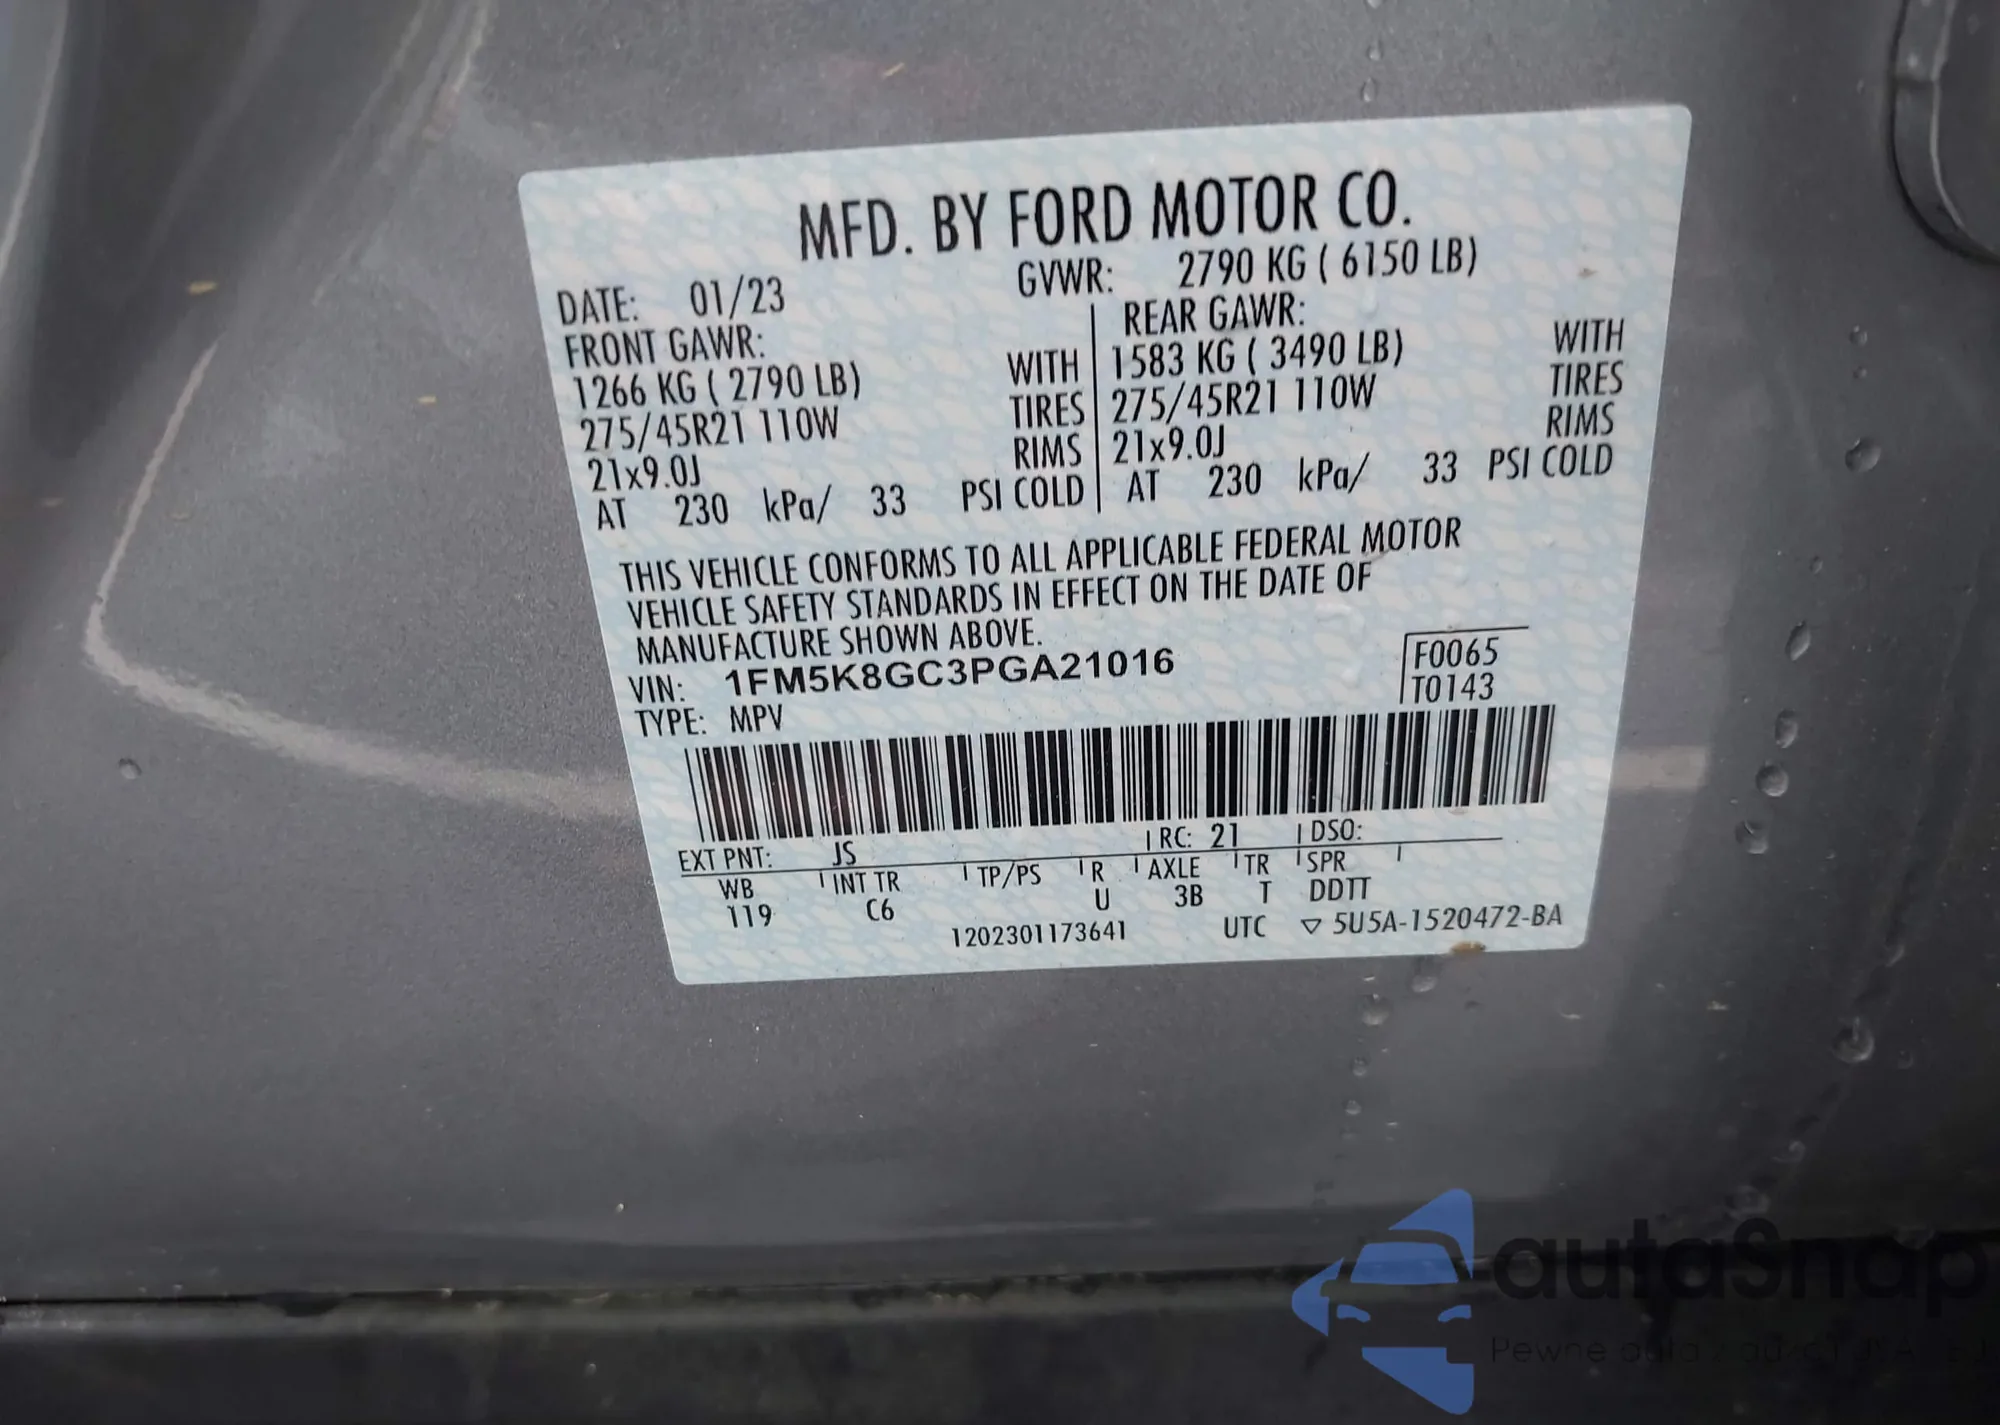 MFD. BY FORD MOTOR CO.
DATE: 01/23 GVWR: 2790 KG ( 6150 LB)
FRONT GAWR: REAR GAWR:
1266 KG ( 2790 LB) WITH 1583 KG ( 3490 LB) WITH
275/45R21 110W TIRES 275/45R21 110W TIRES
21x9.0J RIMS 21x9.0J RIMS
AT 230 kPa/ 33 PSI COLD AT 230 kPa/ 33 PSI COLD
THIS VEHICLE CONFORMS TO ALL APPLICABLE FEDERAL MOTOR
VEHICLE SAFETY STANDARDS IN EFFECT ON THE DATE OF
MANUFACTURE SHOWN ABOVE.
VIN: 1FM5K8GC3PGA21016 F0065
TYPE: MPV T0143
EXT PNT: JS RC: 21 DSO:
WB INT TR TP/PS R AXLE TR SPR
119 C6 U 3B T DDTT
1202301173641 UTC ▽ 5U5A-1520472-BA
autaSnap
Pewne auta z